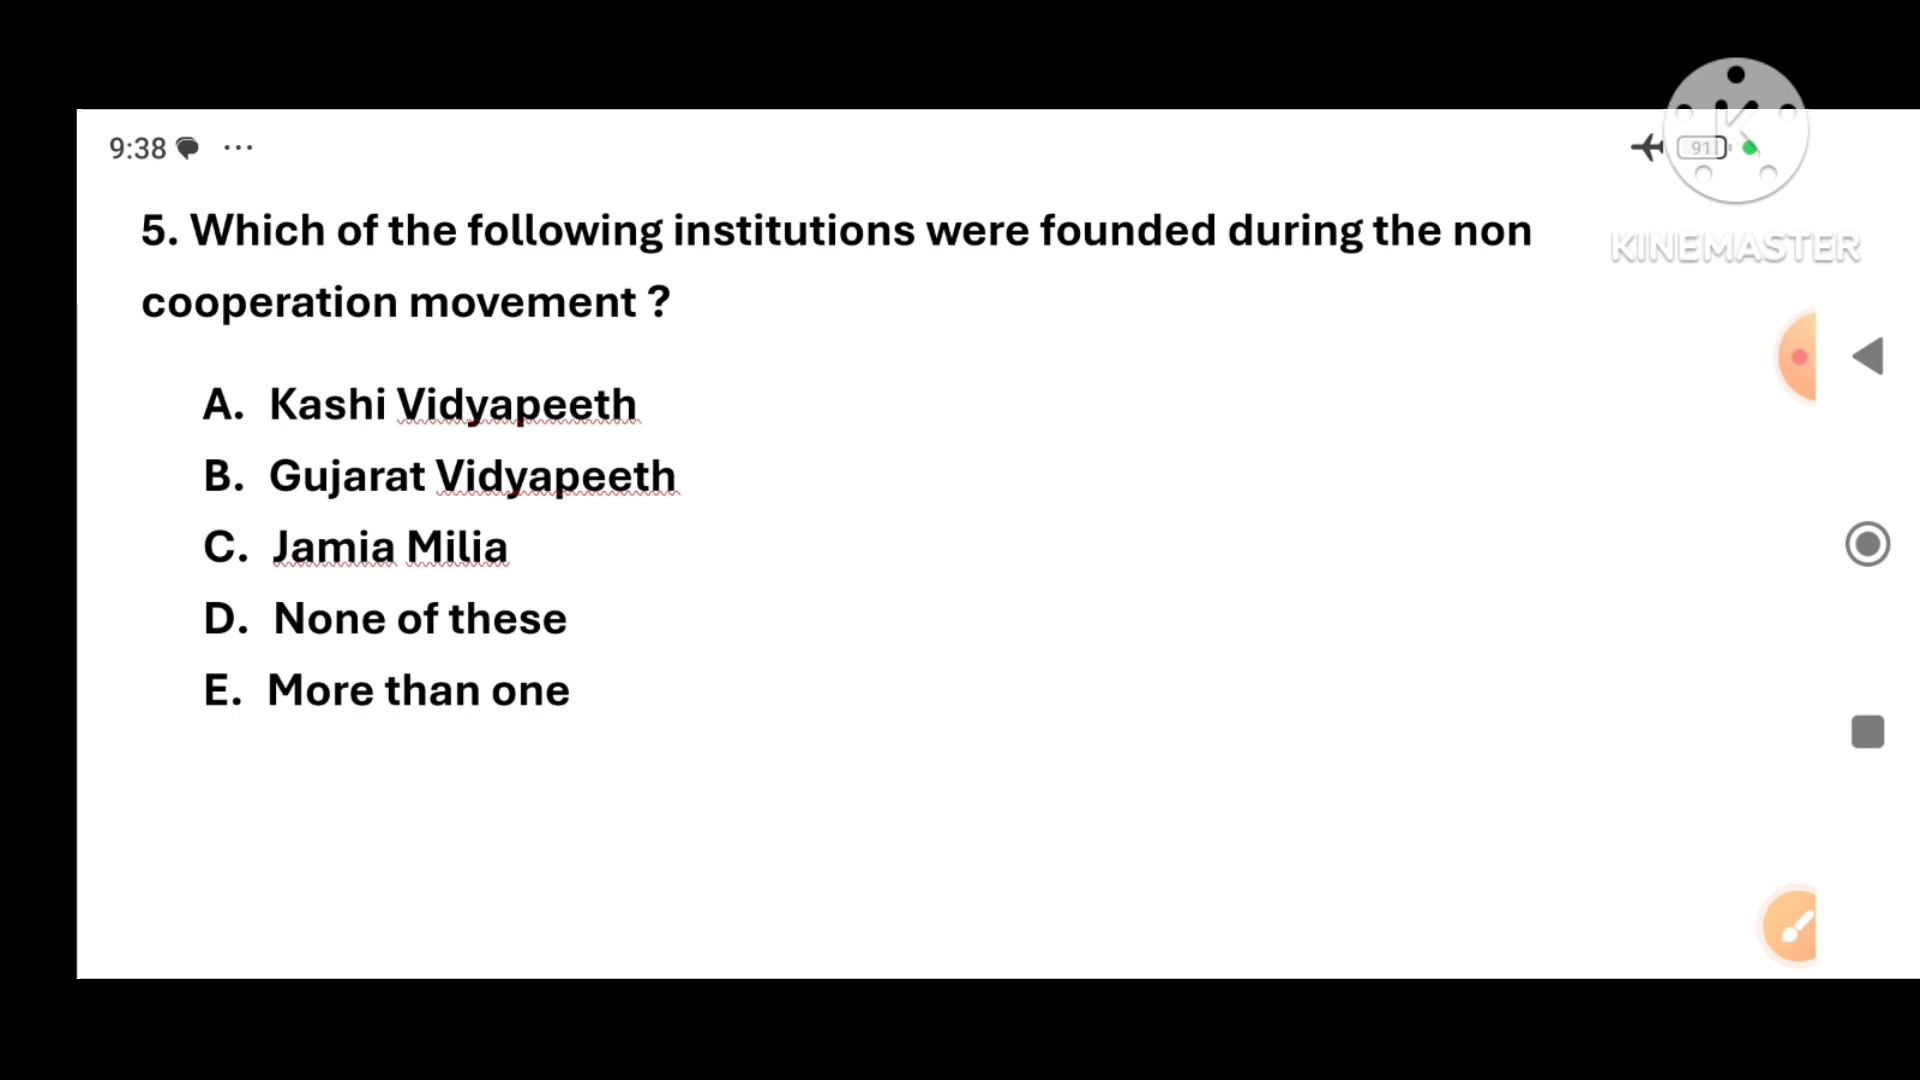 9:38 ...
91
KINEMASTER
5. Which of the following institutions were founded during the non
cooperation movement ?
A. Kashi Vidyapeeth
B. Gujarat Vidyapeeth
C. Jamia Milia
D. None of these
E. More than one